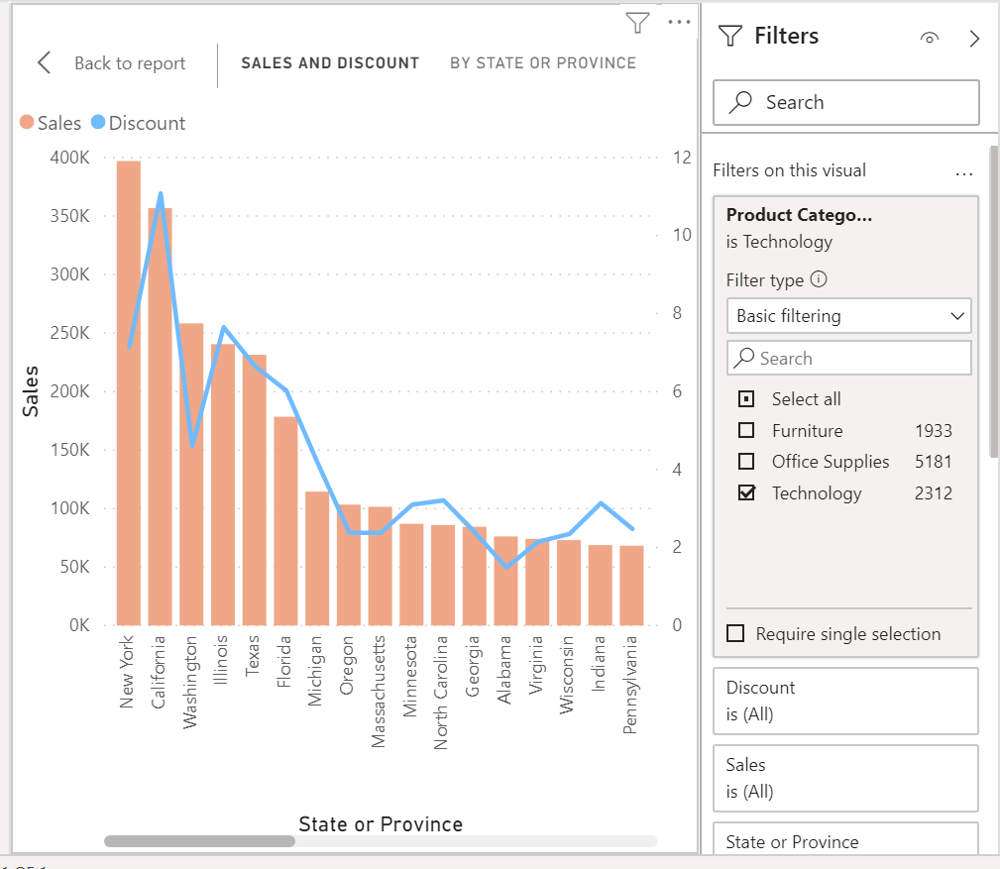 Back to report
SALES AND DISCOUNT
BY STATE OR PROVINCE
Sales
Discount
400K
350K
300K
250K
200K
150K
100K
50K
0K
Sales
12
10
8
6
4
2
0
New York
California
Washington
Illinois
Texas
Florida
Michigan
Oregon
Massachusetts
Minnesota
North Carolina
Georgia
Alabama
Virginia
Wisconsin
Indiana
Pennsylvania
State or Province
Filters
Search
Filters on this visual
...
Product Catego...
is Technology
Filter type
Basic filtering
Search
Select all
Furniture 1933
Office Supplies 5181
Technology 2312
Require single selection
Discount
is (All)
Sales
is (All)
State or Province